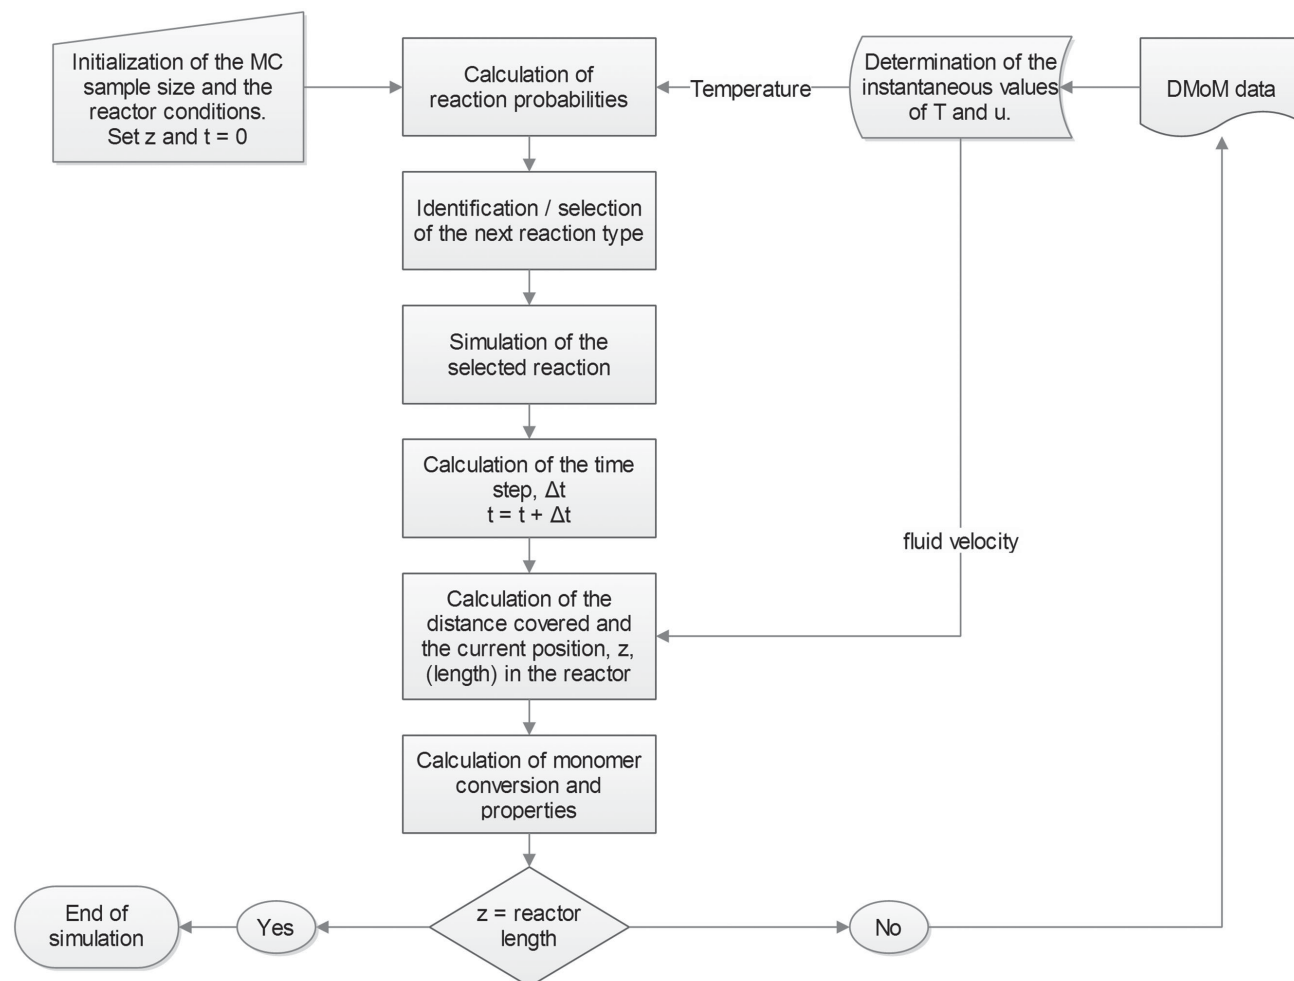 Initialization of the MC
sample size and the
reactor conditions.
Set z and t = 0
Calculation of
reaction probabilities
Temperature
Determination of the
instantaneous values
of T and u.
DMoM data
Identification / selection
of the next reaction type
Simulation of the
selected reaction
Calculation of the time
step, Δt
t = t + Δt
fluid velocity
Calculation of the
distance covered and
the current position, z,
(length) in the reactor
Calculation of monomer
conversion and
properties
z = reactor
length
Yes
End of
simulation
No